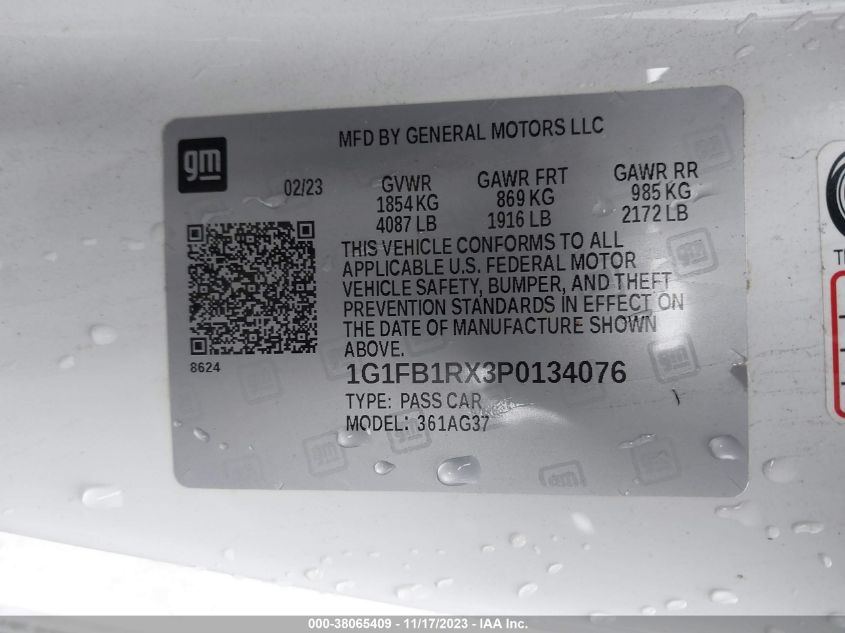 MFD BY GENERAL MOTORS LLC
gm
02/23
GVWR GAWR FRT GAWR RR
1854 KG 869 KG 985 KG
4087 LB 1916 LB 2172 LB
THIS VEHICLE CONFORMS TO ALL
APPLICABLE U.S. FEDERAL MOTOR
VEHICLE SAFETY, BUMPER, AND THEFT
PREVENTION STANDARDS IN EFFECT ON
THE DATE OF MANUFACTURE SHOWN
ABOVE.
8624
1G1FB1RX3P0134076
TYPE: PASS CAR
MODEL: 361AG37
000-38065409 - 11/17/2023 - IAA Inc.